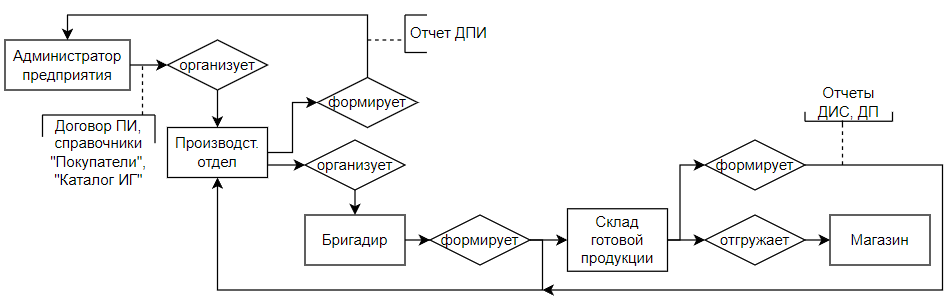 Отчет ДПИ
Администратор
предприятия
организует
формирует
Отчеты
ДИС, ДП
Договор ПИ,
справочники
"Покупатели",
"Каталог ИГ"
Производст.
отдел
организует
формирует
Бригадир
формирует
Склад
готовой
продукции
отгружает
Магазин